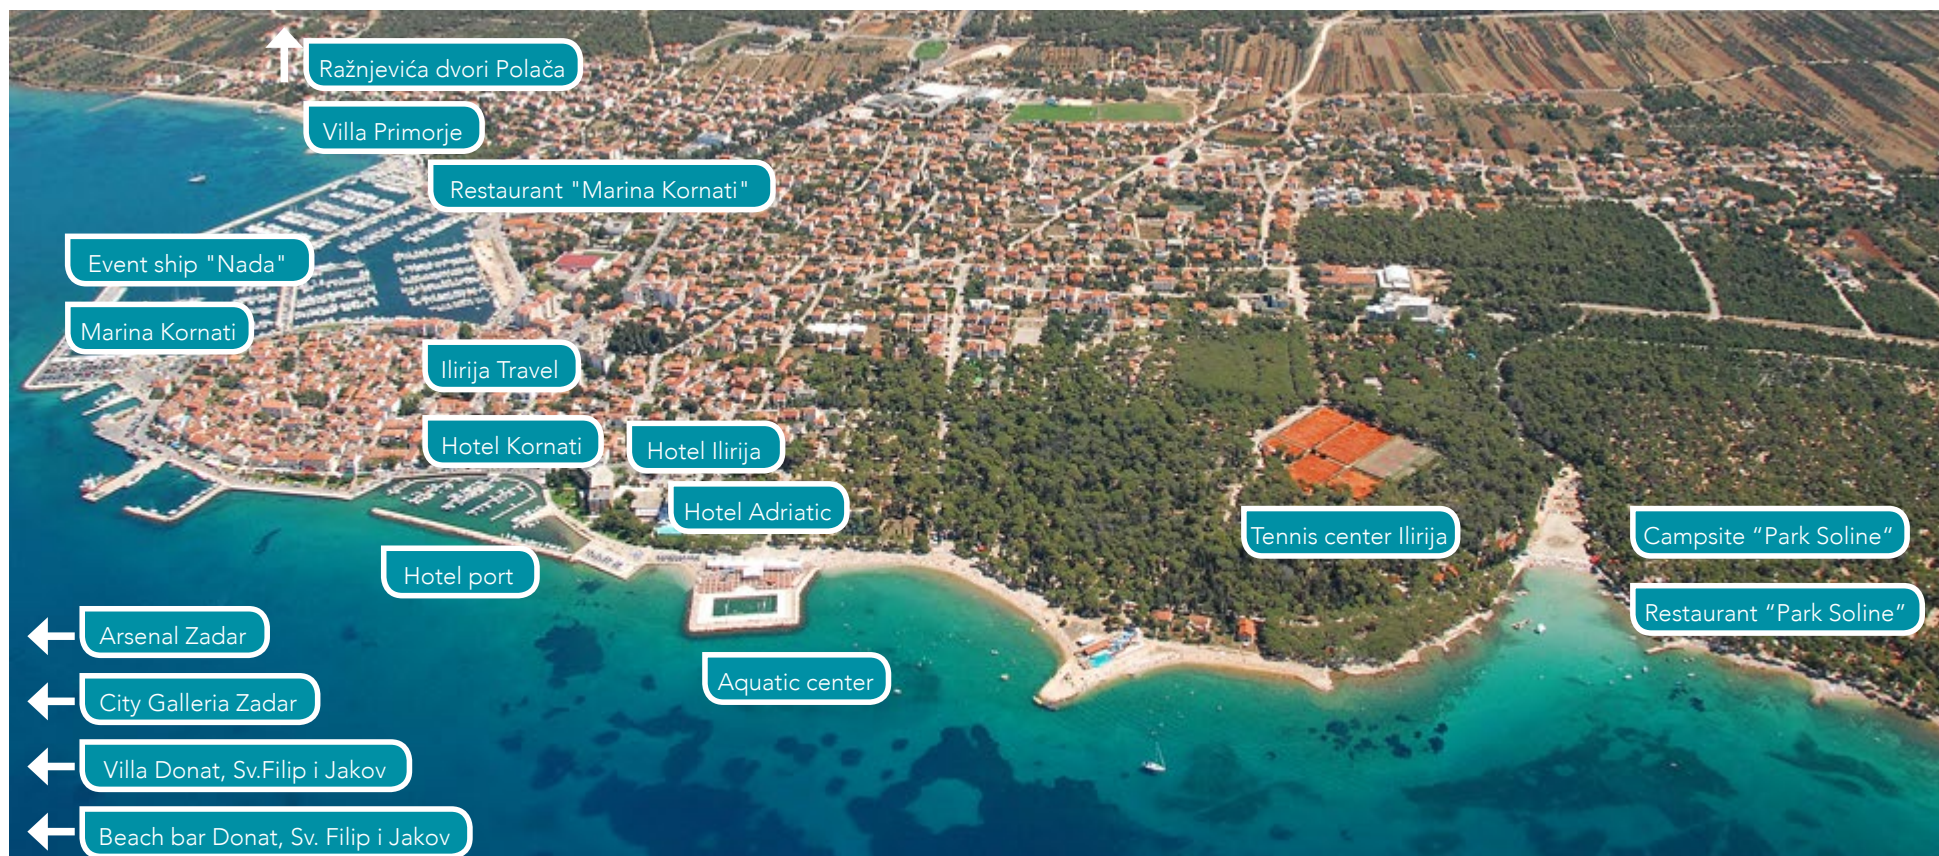 Ražnjevića dvori Polača
Villa Primorje
Restaurant "Marina Kornati"
Event ship "Nada"
Marina Kornati
Ilirija Travel
Hotel Kornati
Hotel Ilirija
Hotel Adriatic
Tennis center Ilirija
Campsite “Park Soline”
Hotel port
Restaurant “Park Soline”
Arsenal Zadar
Aquatic center
City Galleria Zadar
Villa Donat, Sv.Filip i Jakov
Beach bar Donat, Sv. Filip i Jakov